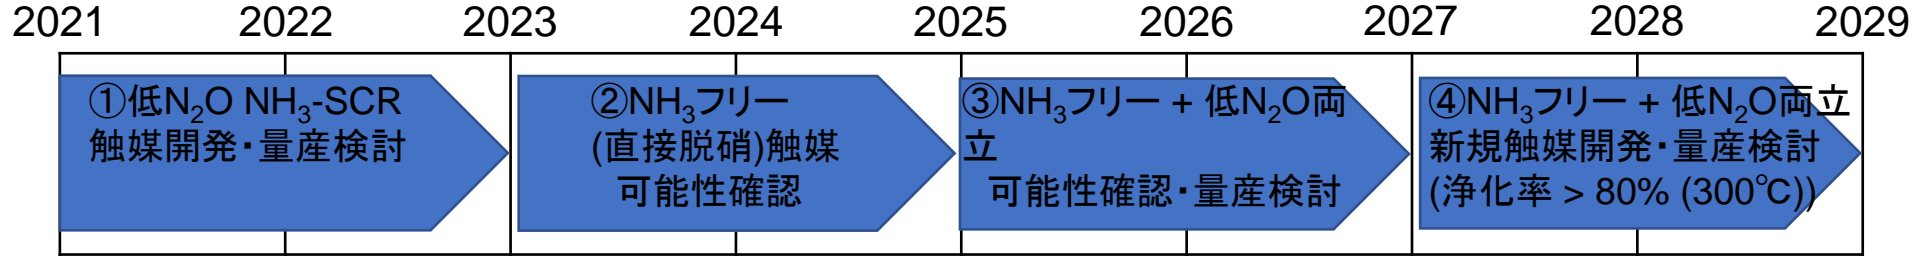 2021 2022 2023 2024 2025 2026 2027 2028 2029
①低N₂O NH₃-SCR
触媒開発・量産検討
②NH₃フリー
(直接脱硝)触媒
可能性確認
③NH₃フリー + 低N₂O両
立
可能性確認・量産検討
④NH₃フリー + 低N₂O両立
新規触媒開発・量産検討
(浄化率 > 80% (300℃))